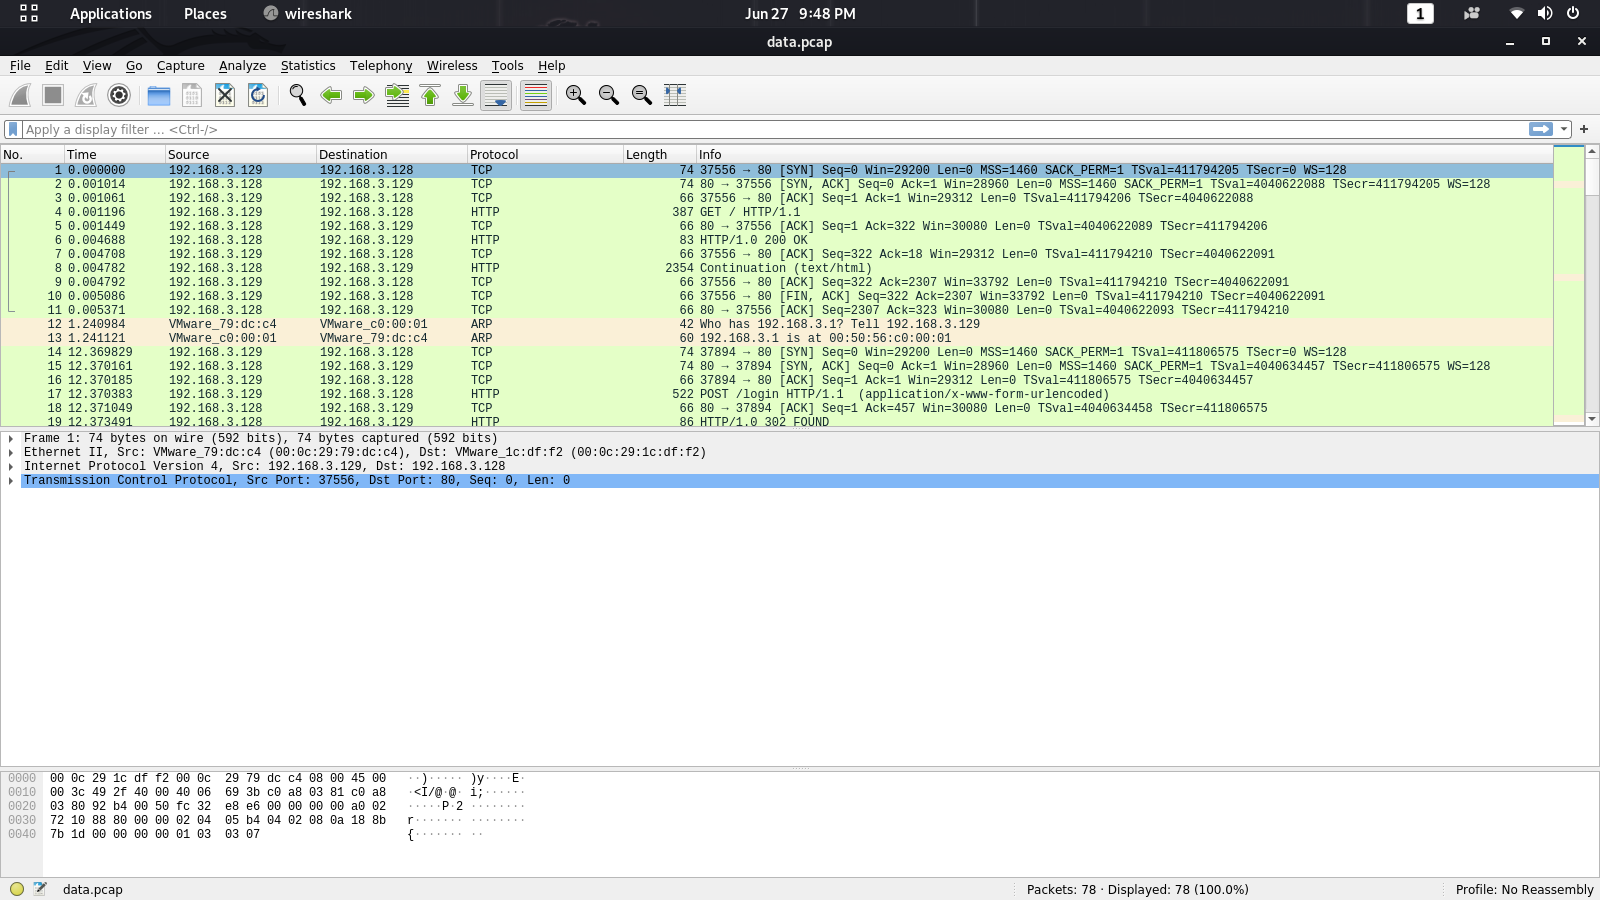 Applications Places wireshark Jun 27 9:48 PM 1
data.pcap
File Edit View Go Capture Analyze Statistics Telephony Wireless Tools Help
Apply a display filter ... <Ctrl-/> +
No. Time Source Destination Protocol Length Info
1 0.000000 192.168.3.129 192.168.3.128 TCP 74 37556 → 80 [SYN] Seq=0 Win=29200 Len=0 MSS=1460 SACK_PERM=1 TSval=411794205 TSecr=0 WS=128
2 0.001014 192.168.3.128 192.168.3.129 TCP 74 80 → 37556 [SYN, ACK] Seq=0 Ack=1 Win=28960 Len=0 MSS=1460 SACK_PERM=1 TSval=4040622088 TSecr=411794205 WS=128
3 0.001061 192.168.3.129 192.168.3.128 TCP 66 37556 → 80 [ACK] Seq=1 Ack=1 Win=29312 Len=0 TSval=411794206 TSecr=4040622088
4 0.001196 192.168.3.129 192.168.3.128 HTTP 387 GET / HTTP/1.1
5 0.001449 192.168.3.128 192.168.3.129 TCP 66 80 → 37556 [ACK] Seq=1 Ack=322 Win=30080 Len=0 TSval=4040622089 TSecr=411794206
6 0.004688 192.168.3.128 192.168.3.129 HTTP 83 HTTP/1.0 200 OK
7 0.004708 192.168.3.129 192.168.3.128 TCP 66 37556 → 80 [ACK] Seq=322 Ack=18 Win=29312 Len=0 TSval=411794210 TSecr=4040622091
8 0.004782 192.168.3.128 192.168.3.129 HTTP 2354 Continuation (text/html)
9 0.004792 192.168.3.129 192.168.3.128 TCP 66 37556 → 80 [ACK] Seq=322 Ack=2307 Win=33792 Len=0 TSval=411794210 TSecr=4040622091
10 0.005086 192.168.3.129 192.168.3.128 TCP 66 37556 → 80 [FIN, ACK] Seq=322 Ack=2307 Win=33792 Len=0 TSval=411794210 TSecr=4040622091
11 0.005371 192.168.3.128 192.168.3.129 TCP 66 80 → 37556 [ACK] Seq=2307 Ack=323 Win=30080 Len=0 TSval=4040622093 TSecr=411794210
12 1.240984 VMware_79:dc:c4 VMware_c0:00:01 ARP 42 Who has 192.168.3.1? Tell 192.168.3.129
13 1.241121 VMware_c0:00:01 VMware_79:dc:c4 ARP 60 192.168.3.1 is at 00:50:56:c0:00:01
14 12.369829 192.168.3.129 192.168.3.128 TCP 74 37894 → 80 [SYN] Seq=0 Win=29200 Len=0 MSS=1460 SACK_PERM=1 TSval=411806575 TSecr=0 WS=128
15 12.370161 192.168.3.128 192.168.3.129 TCP 74 80 → 37894 [SYN, ACK] Seq=0 Ack=1 Win=28960 Len=0 MSS=1460 SACK_PERM=1 TSval=4040634457 TSecr=411806575 WS=128
16 12.370185 192.168.3.129 192.168.3.128 TCP 66 37894 → 80 [ACK] Seq=1 Ack=1 Win=29312 Len=0 TSval=411806575 TSecr=4040634457
17 12.370383 192.168.3.129 192.168.3.128 HTTP 522 POST /login HTTP/1.1 (application/x-www-form-urlencoded)
18 12.371049 192.168.3.128 192.168.3.129 TCP 66 80 → 37894 [ACK] Seq=1 Ack=457 Win=30080 Len=0 TSval=4040634458 TSecr=411806575
19 12.373491 192.168.3.128 192.168.3.129 HTTP 86 HTTP/1.0 302 FOUND
Frame 1: 74 bytes on wire (592 bits), 74 bytes captured (592 bits)
Ethernet II, Src: VMware_79:dc:c4 (00:0c:29:79:dc:c4), Dst: VMware_1c:df:f2 (00:0c:29:1c:df:f2)
Internet Protocol Version 4, Src: 192.168.3.129, Dst: 192.168.3.128
Transmission Control Protocol, Src Port: 37556, Dst Port: 80, Seq: 0, Len: 0
0000 00 0c 29 1c df f2 00 0c 29 79 dc c4 08 00 45 00 ··)····· )y····E·
0010 00 3c 49 2f 40 00 40 06 69 3b c0 a8 03 81 c0 a8 ·<I/@·@· i;······
0020 03 80 92 b4 00 50 fc 32 e8 e6 00 00 00 00 a0 02 ·····P·2 ········
0030 72 10 88 80 00 00 02 04 05 b4 04 02 08 0a 18 8b r······· ········
0040 7b 1d 00 00 00 00 01 03 03 07 {······· ··
data.pcap Packets: 78 · Displayed: 78 (100.0%) Profile: No Reassembly